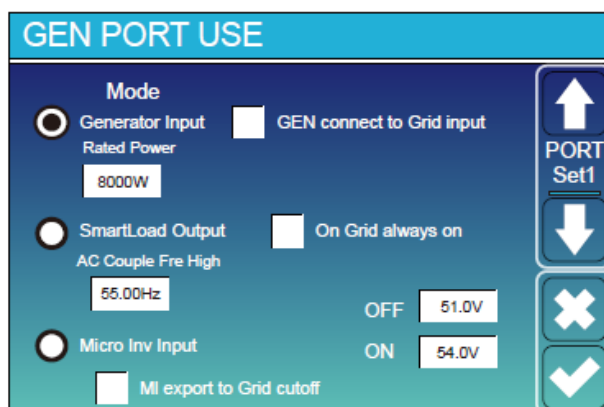 GEN PORT USE
Mode
Generator Input
GEN connect to Grid input
Rated Power
8000W
SmartLoad Output
On Grid always on
AC Couple Fre High
55.00Hz
OFF
51.0V
Micro Inv Input
ON
54.0V
MI export to Grid cutoff
PORT
Set1